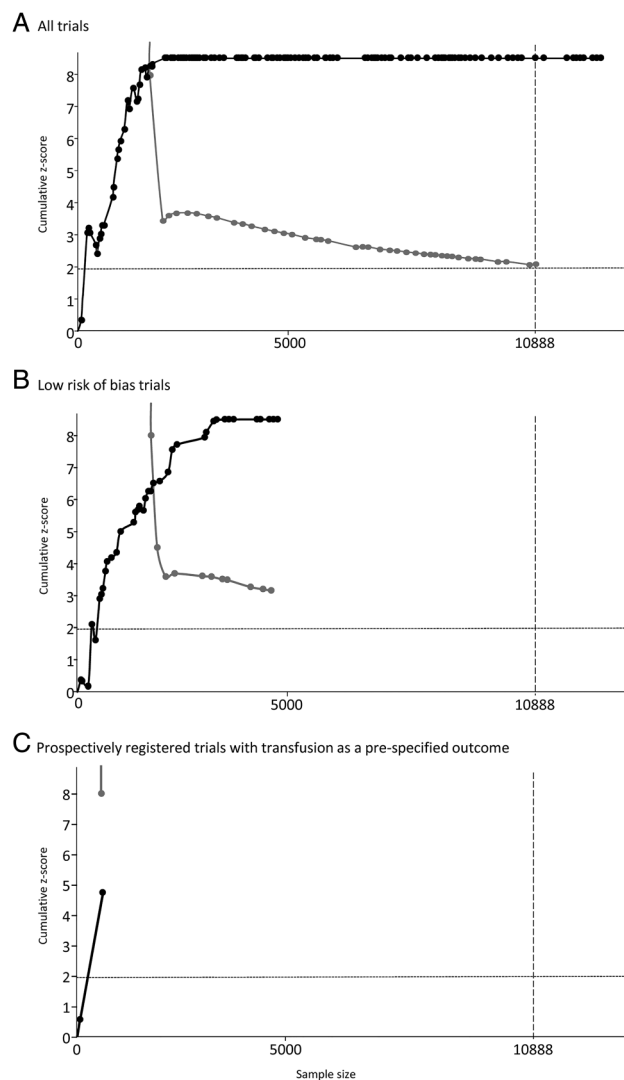 A All trials
8
7
6
5
4
3
2
1
0
Cumulative z-score
0 5000 10888
B Low risk of bias trials
8
7
6
5
4
3
2
1
0
Cumulative z-score
0 5000 10888
C Prospectively registered trials with transfusion as a pre-specified outcome
8
7
6
5
4
3
2
1
0
Cumulative z-score
0 5000 10888
Sample size